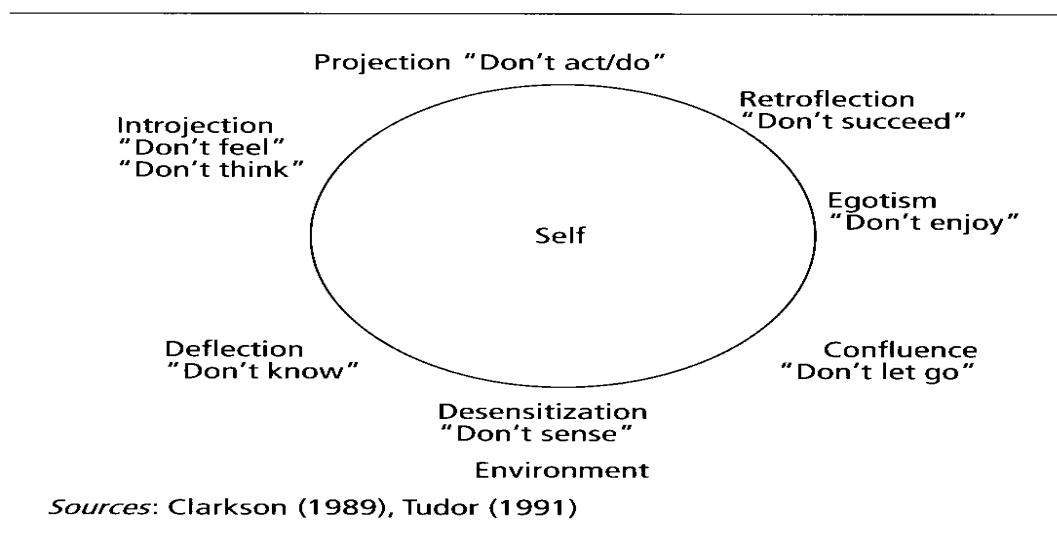 Projection "Don't act/do"
Retroflection
"Don't succeed"
Introjection
"Don't feel"
"Don't think"
Egotism
"Don't enjoy"
Self
Deflection
"Don't know"
Confluence
"Don't let go"
Desensitization
"Don't sense"
Environment
Sources: Clarkson (1989), Tudor (1991)